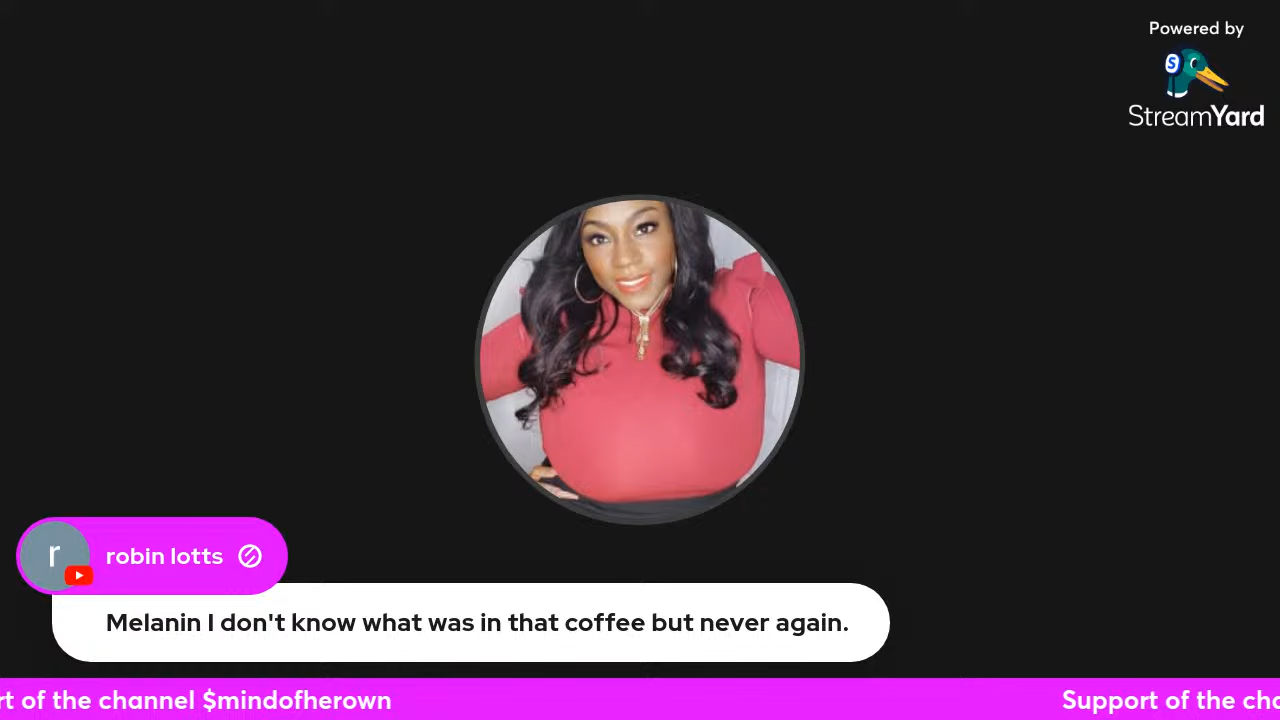 Powered by
S
StreamYard
r
robin lotts
Melanin I don't know what was in that coffee but never again.
rt of the channel $mindofherown
Support of the cha